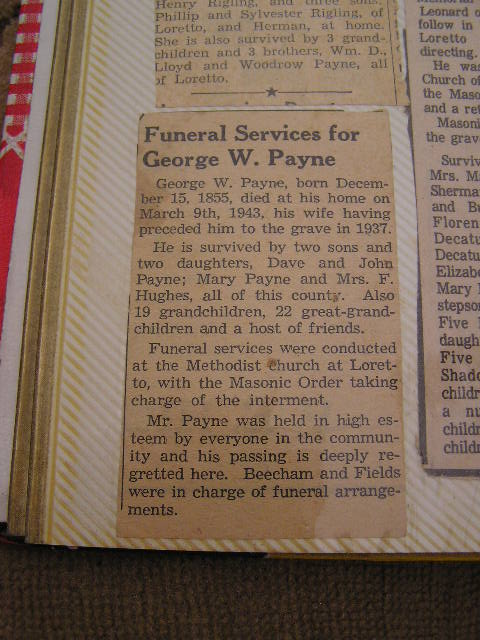 Henry Rigling, and three sons,
Phillip and Sylvester Rigling, of
Loretto, and Herman, at home.
She is also survived by 3 grand-
children and 3 brothers, Wm. D.,
Lloyd and Woodrow Payne, all
of Loretto.
Funeral Services for
George W. Payne
George W. Payne, born Decem-
ber 15, 1855, died at his home on
March 9th, 1943, his wife having
preceded him to the grave in 1937.
He is survived by two sons and
two daughters, Dave and John
Payne; Mary Payne and Mrs. F.
Hughes, all of this county. Also
19 grandchildren, 22 great-grand-
children and a host of friends.
Funeral services were conducted
at the Methodist church at Loret-
to, with the Masonic Order taking
charge of the interment.
Mr. Payne was held in high es-
teem by everyone in the commun-
ity and his passing is deeply re-
gretted here. Beecham and Fields
were in charge of funeral arrange-
ments.
Leonard
follow in
Loretto
directing.
He was
Church of
the Maso
and a ret
Masonic
the grave
Surviv
Mrs. M
Sherma
and Bu
Floren
Decatu
Decatu
Elizabe
Mary
stepso
Five
daugh
Five
Shado
childr
a nu
childr
childr